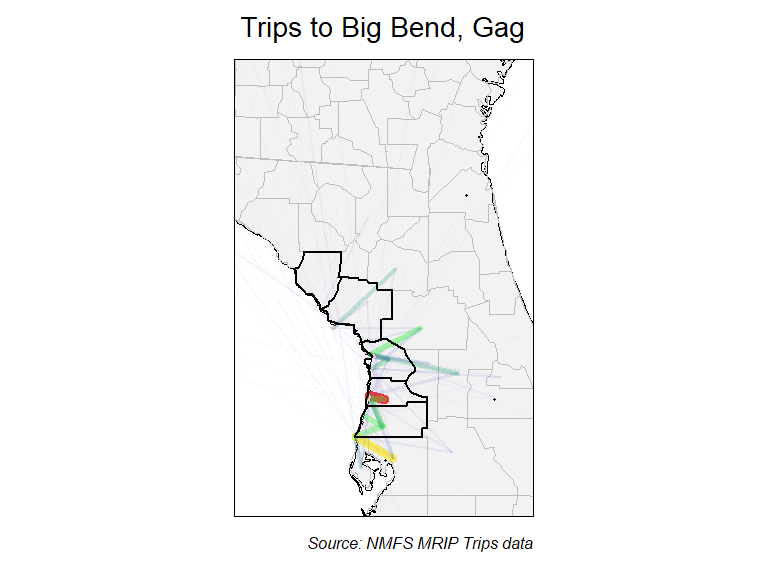 Trips to Big Bend, Gag
Source: NMFS MRIP Trips data